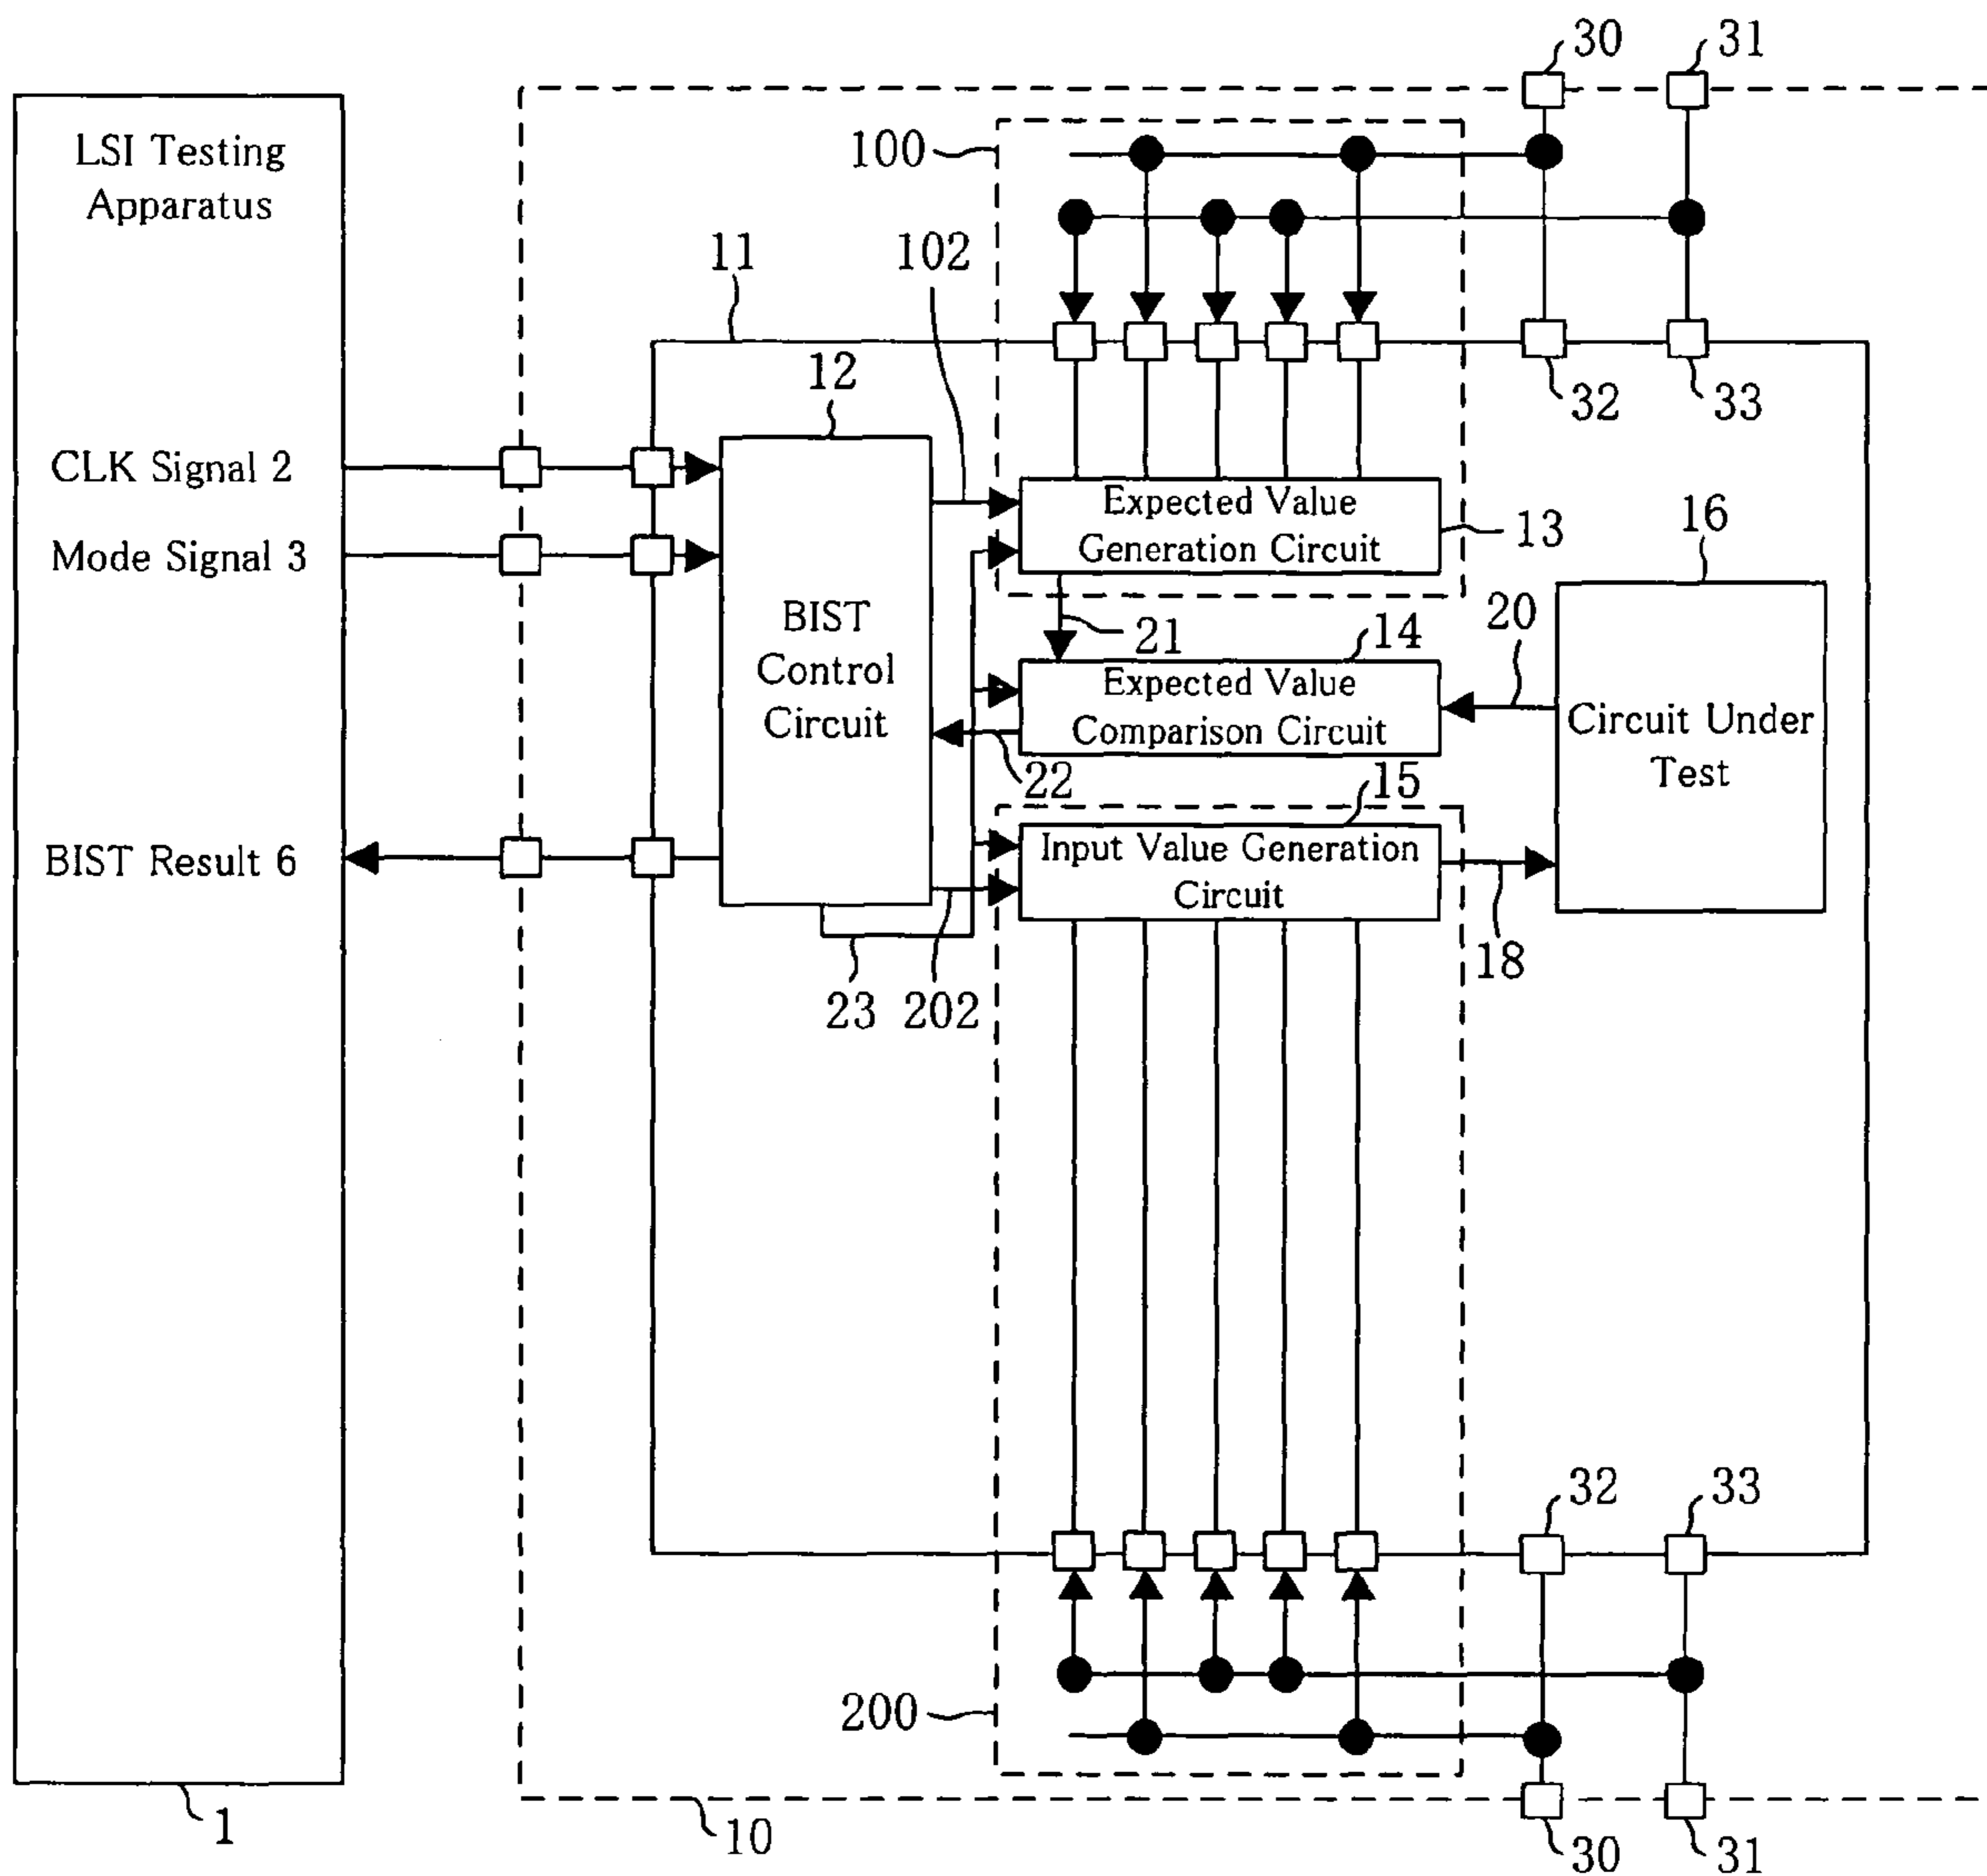 30
31
LSI Testing
Apparatus
100
11
102
12
32
33
CLK Signal 2
Expected Value
Generation Circuit
13
16
Mode Signal 3
BIST
Control
Circuit
21
14
20
Expected Value
Comparison Circuit
Circuit Under
Test
22
15
BIST Result 6
Input Value Generation
Circuit
18
23
202
32
33
200
1
10
30
31